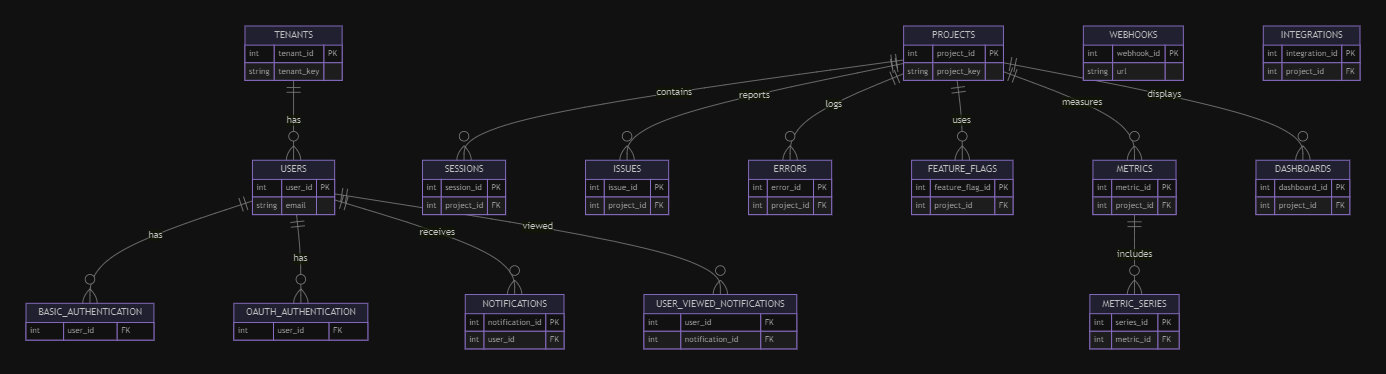 TENANTS
int tenant_id PK
string tenant_key
PROJECTS
int project_id PK
string project_key
WEBHOOKS
int webhook_id PK
string url
INTEGRATIONS
int integration_id PK
int project_id FK
contains
reports
logs
uses
measures
displays
has
USERS
int user_id PK
string email
SESSIONS
int session_id PK
int project_id FK
ISSUES
int issue_id PK
int project_id FK
ERRORS
int error_id PK
int project_id FK
FEATURE_FLAGS
int feature_flag_id PK
int project_id FK
METRICS
int metric_id PK
int project_id FK
DASHBOARDS
int dashboard_id PK
int project_id FK
has
has
receives
viewed
includes
BASIC_AUTHENTICATION
int user_id FK
OAUTH_AUTHENTICATION
int user_id FK
NOTIFICATIONS
int notification_id PK
int user_id FK
USER_VIEWED_NOTIFICATIONS
int user_id FK
int notification_id FK
METRIC_SERIES
int series_id PK
int metric_id FK